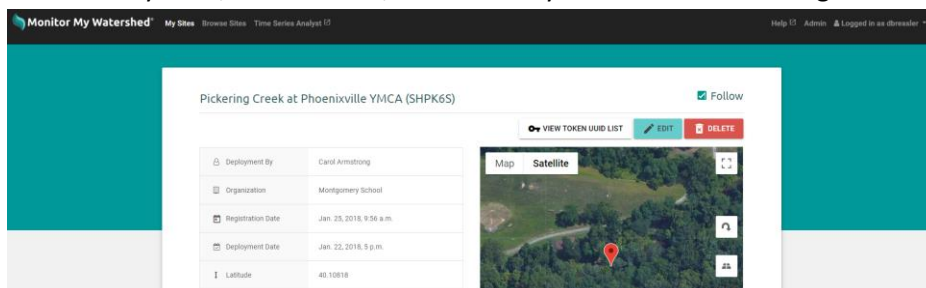 Monitor My Watershed® My Sites Browse Sites Time Series Analyst Help Admin Logged in as dbressler
Pickering Creek at Phoenixville YMCA (SHPK6S) Follow
VIEW TOKEN UUID LIST EDIT DELETE
Deployment By Carol Armstrong
Map Satellite
Organization Montgomery School
Registration Date Jan. 23, 2018, 9:56 a.m.
Deployment Date Jan. 22, 2018, 5 p.m.
Latitude 40.10818